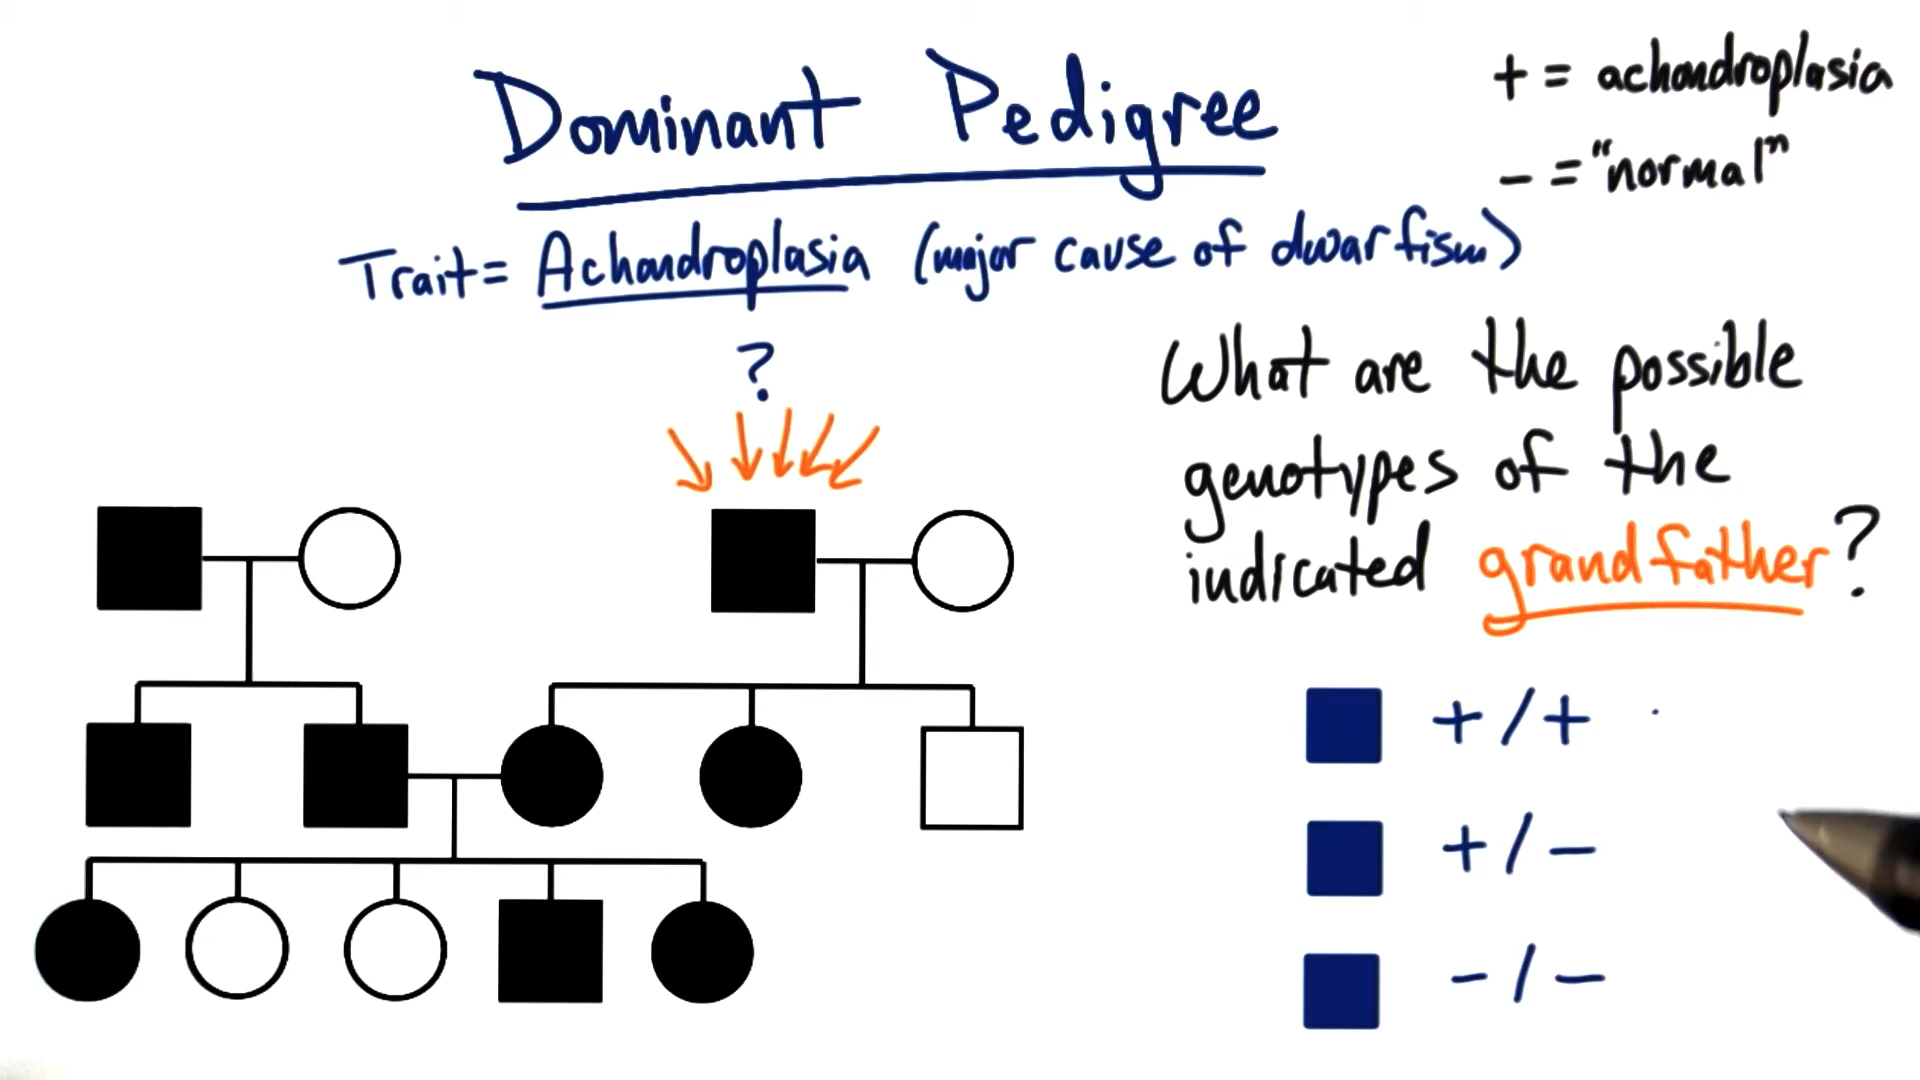 Dominant Pedigree
+ = achondroplasia
- = "normal"
Trait = Achondroplasia (major cause of dwarfism)
?
What are the possible
genotypes of the
indicated grandfather?
+/+
+/-
-/-